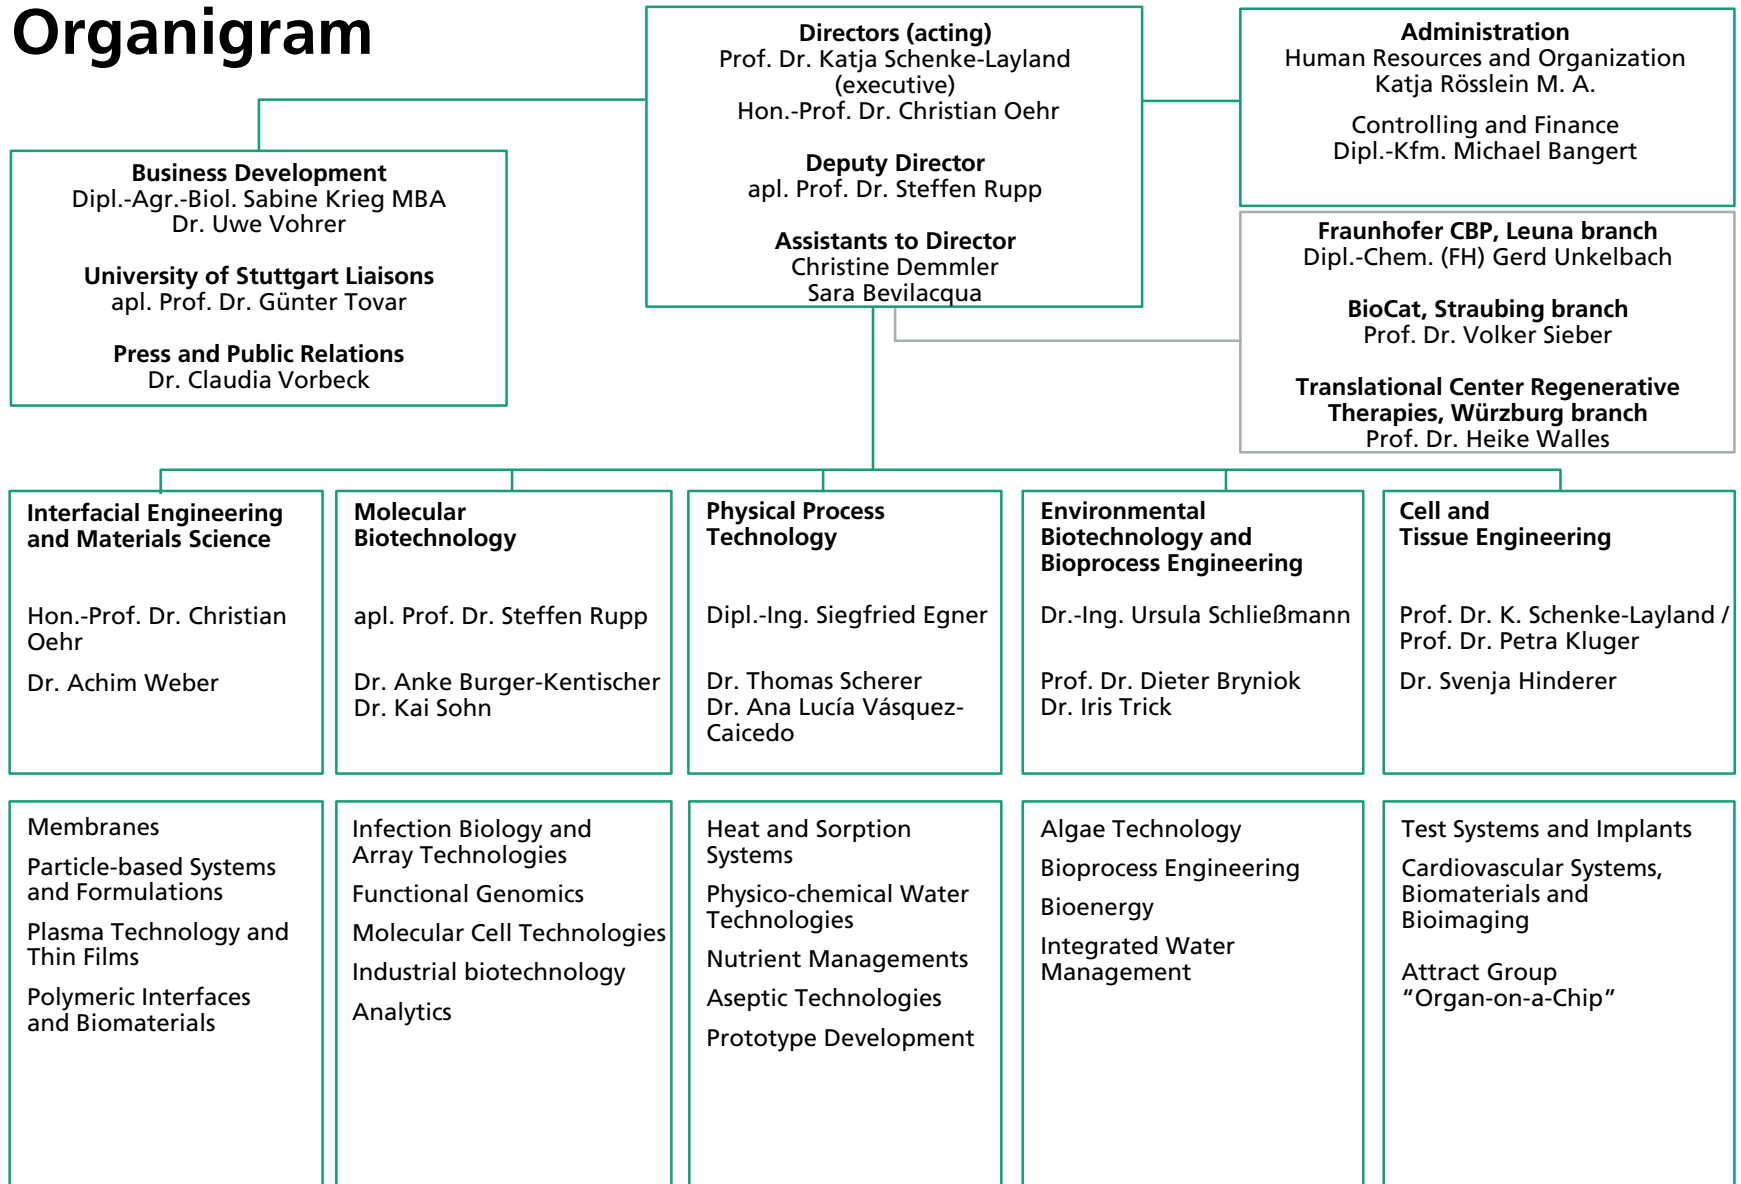 Organigram
Directors (acting)
Prof. Dr. Katja Schenke-Layland
(executive)
Hon.-Prof. Dr. Christian Oehr
Deputy Director
apl. Prof. Dr. Steffen Rupp
Assistants to Director
Christine Demmler
Sara Bevilacqua
Administration
Human Resources and Organization
Katja Rösslein M. A.
Controlling and Finance
Dipl.-Kfm. Michael Bangert
Business Development
Dipl.-Agr.-Biol. Sabine Krieg MBA
Dr. Uwe Vohrer
University of Stuttgart Liaisons
apl. Prof. Dr. Günter Tovar
Press and Public Relations
Dr. Claudia Vorbeck
Fraunhofer CBP, Leuna branch
Dipl.-Chem. (FH) Gerd Unkelbach
BioCat, Straubing branch
Prof. Dr. Volker Sieber
Translational Center Regenerative
Therapies, Würzburg branch
Prof. Dr. Heike Walles
Interfacial Engineering
and Materials Science
Hon.-Prof. Dr. Christian
Oehr
Dr. Achim Weber
Molecular
Biotechnology
apl. Prof. Dr. Steffen Rupp
Dr. Anke Burger-Kentischer
Dr. Kai Sohn
Physical Process
Technology
Dipl.-Ing. Siegfried Egner
Dr. Thomas Scherer
Dr. Ana Lucía Vásquez-
Caicedo
Environmental
Biotechnology and
Bioprocess Engineering
Dr.-Ing. Ursula Schließmann
Prof. Dr. Dieter Bryniok
Dr. Iris Trick
Cell and
Tissue Engineering
Prof. Dr. K. Schenke-Layland /
Prof. Dr. Petra Kluger
Dr. Svenja Hinderer
Membranes
Particle-based Systems
and Formulations
Plasma Technology and
Thin Films
Polymeric Interfaces
and Biomaterials
Infection Biology and
Array Technologies
Functional Genomics
Molecular Cell Technologies
Industrial biotechnology
Analytics
Heat and Sorption
Systems
Physico-chemical Water
Technologies
Nutrient Managements
Aseptic Technologies
Prototype Development
Algae Technology
Bioprocess Engineering
Bioenergy
Integrated Water
Management
Test Systems and Implants
Cardiovascular Systems,
Biomaterials and
Bioimaging
Attract Group
“Organ-on-a-Chip”